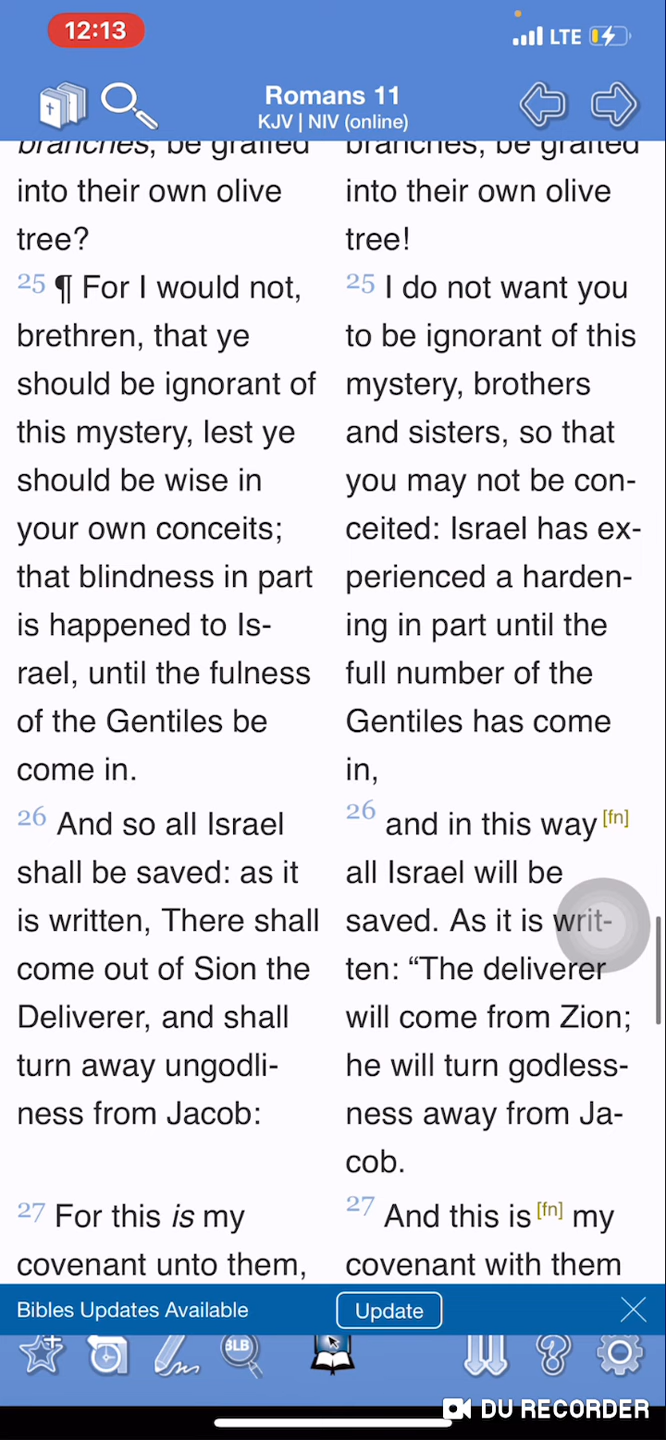 12:13
LTE
Romans 11
KJV | NIV (online)
branches, be grafted
into their own olive
tree?
25 ¶ For I would not,
brethren, that ye
should be ignorant of
this mystery, lest ye
should be wise in
your own conceits;
that blindness in part
is happened to Is-
rael, until the fulness
of the Gentiles be
come in.
26 And so all Israel
shall be saved: as it
is written, There shall
come out of Sion the
Deliverer, and shall
turn away ungodli-
ness from Jacob:
27 For this is my
covenant unto them,
branches, be grafted
into their own olive
tree!
25 I do not want you
to be ignorant of this
mystery, brothers
and sisters, so that
you may not be con-
ceited: Israel has ex-
perienced a harden-
ing in part until the
full number of the
Gentiles has come
in,
26 and in this way [fn]
all Israel will be
saved. As it is writ-
ten: “The deliverer
will come from Zion;
he will turn godless-
ness away from Ja-
cob.
27 And this is [fn] my
covenant with them
Bibles Updates Available
Update
BLB
DU RECORDER